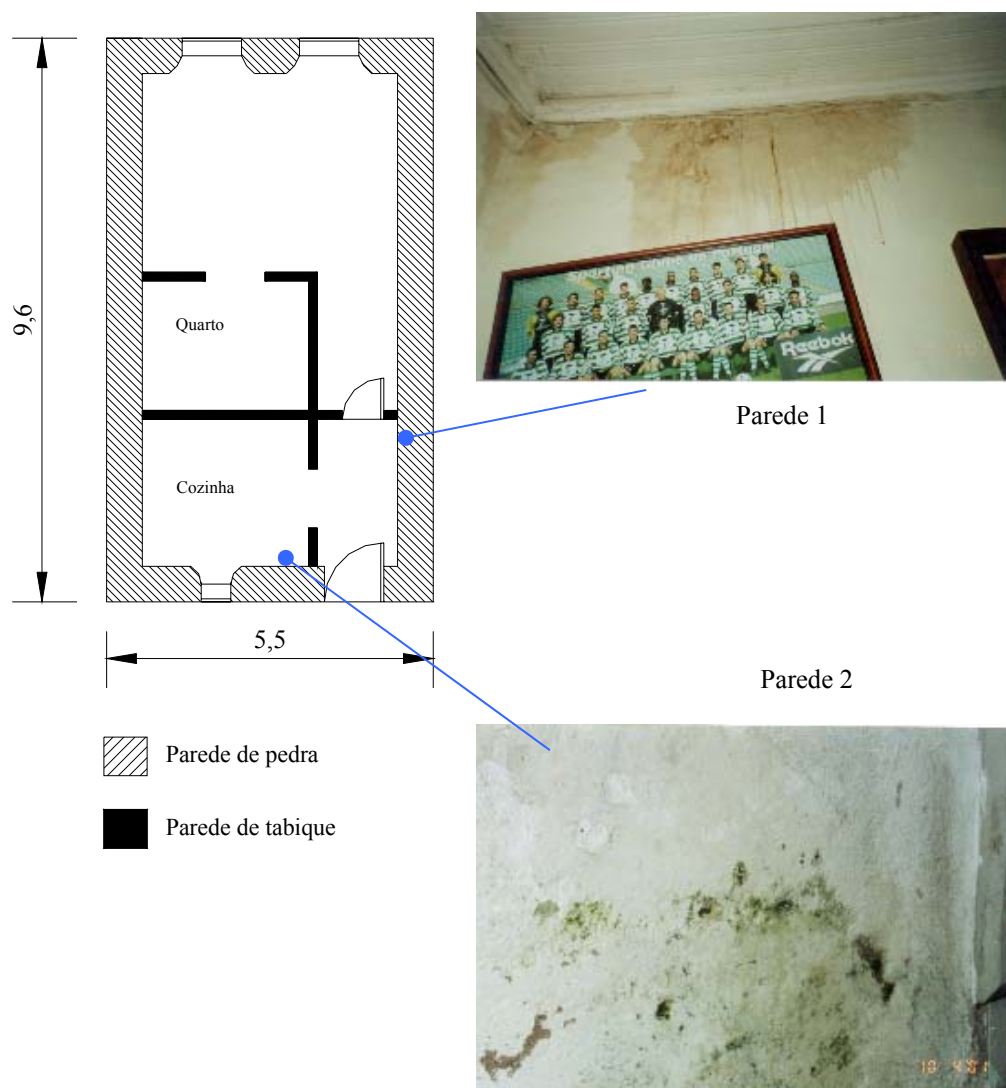 9,6
Quarto
Cozinha
5,5
Reebok
Parede 1
Parede 2
Parede de pedra
Parede de tabique